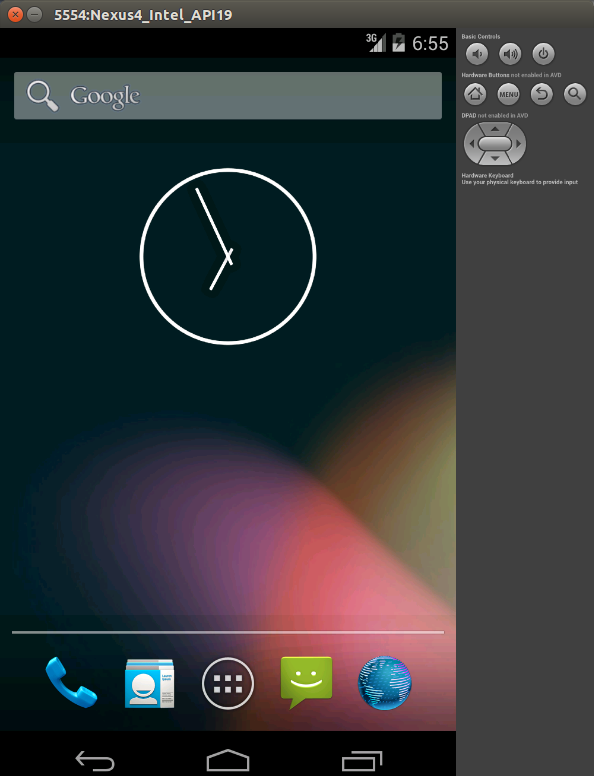 5554:Nexus4_Intel_API19
3G
6:55
Google
Basic Controls
Hardware Buttons not enabled in AVD
MENU
DPAD not enabled in AVD
Hardware Keyboard
Use your physical keyboard to provide input